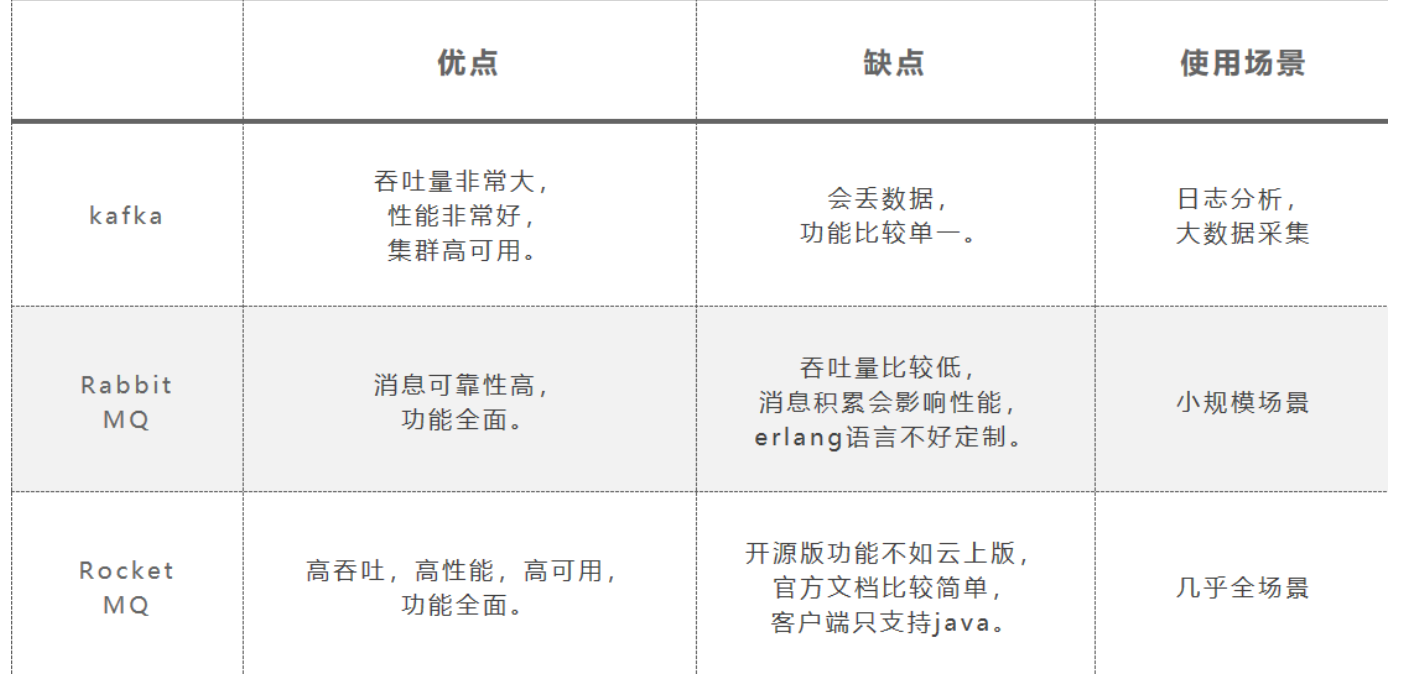 优点
缺点
使用场景
kafka
吞吐量非常大，
性能非常好，
集群高可用。
会丢数据，
功能比较单一。
日志分析，
大数据采集
Rabbit
MQ
消息可靠性高，
功能全面。
吞吐量比较低，
消息积累会影响性能，
erlang语言不好定制。
小规模场景
Rocket
MQ
高吞吐，高性能，高可用，
功能全面。
开源版功能不如云上版，
官方文档比较简单，
客户端只支持java。
几乎全场景